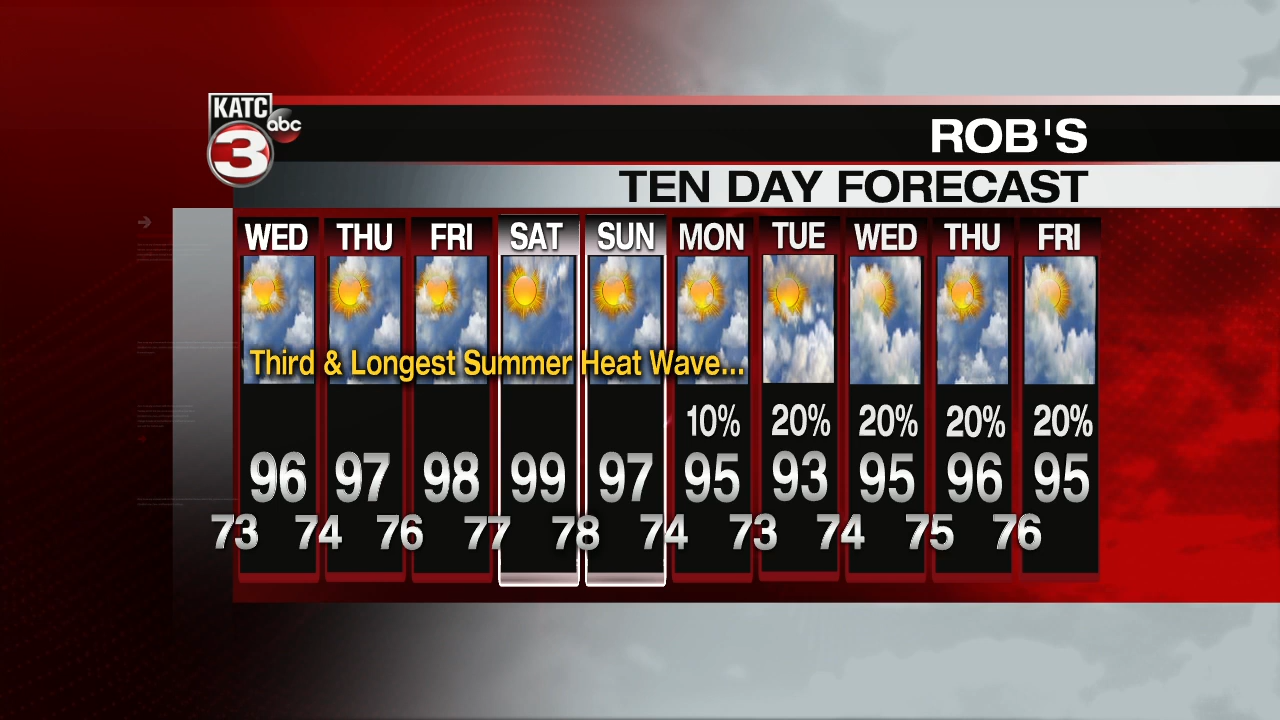 KATC
abc
3
ROB'S
TEN DAY FORECAST
WED THU FRI SAT SUN MON TUE WED THU FRI
Third & Longest Summer Heat Wave...
10% 20% 20% 20% 20%
96 97 98 99 97 95 93 95 96 95
73 74 76 77 78 74 73 74 75 76